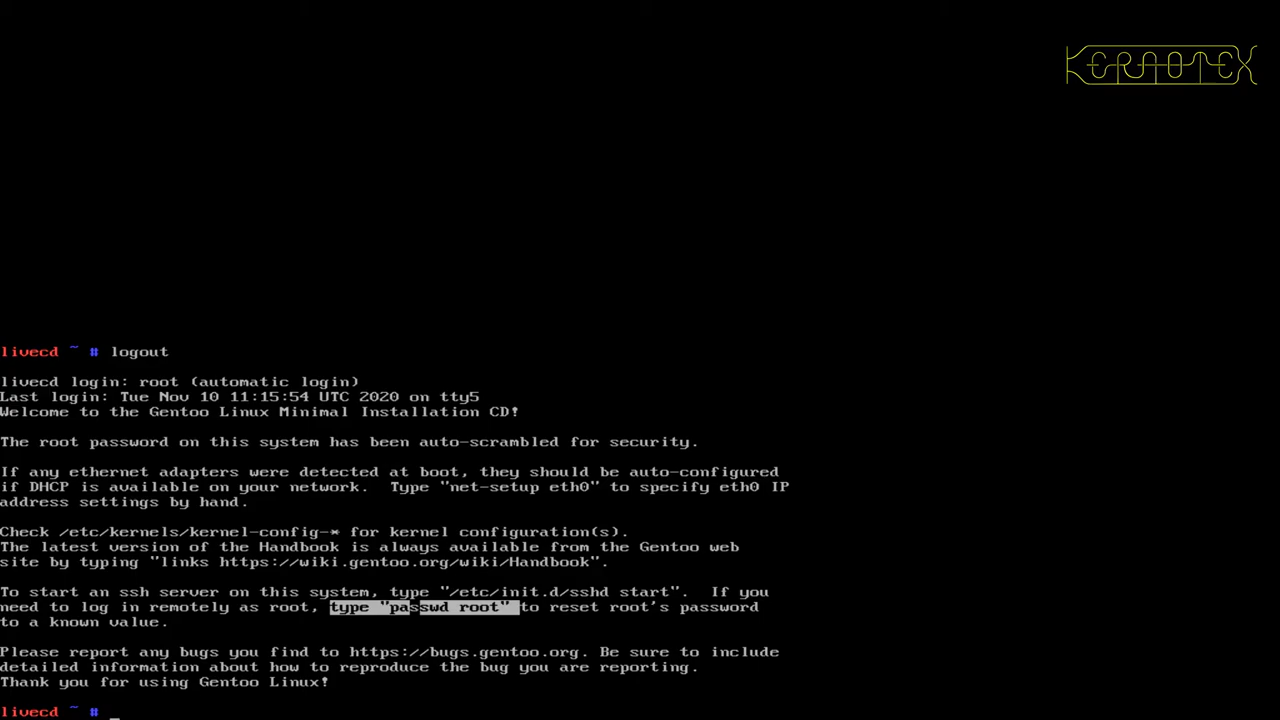 KERNOTEX
livecd ~ # logout
livecd login: root (automatic login)
Last login: Tue Nov 10 11:15:54 UTC 2020 on tty5
Welcome to the Gentoo Linux Minimal Installation CD!
The root password on this system has been auto-scrambled for security.
If any ethernet adapters were detected at boot, they should be auto-configured
if DHCP is available on your network.  Type "net-setup eth0" to specify eth0 IP
address settings by hand.
Check /etc/kernels/kernel-config-* for kernel configuration(s).
The latest version of the Handbook is always available from the Gentoo web
site by typing "links https://wiki.gentoo.org/wiki/Handbook".
To start an ssh server on this system, type "/etc/init.d/sshd start".  If you
need to log in remotely as root, type "passwd root" to reset root's password
to a known value.
Please report any bugs you find to https://bugs.gentoo.org. Be sure to include
detailed information about how to reproduce the bug you are reporting.
Thank you for using Gentoo Linux!
livecd ~ # _